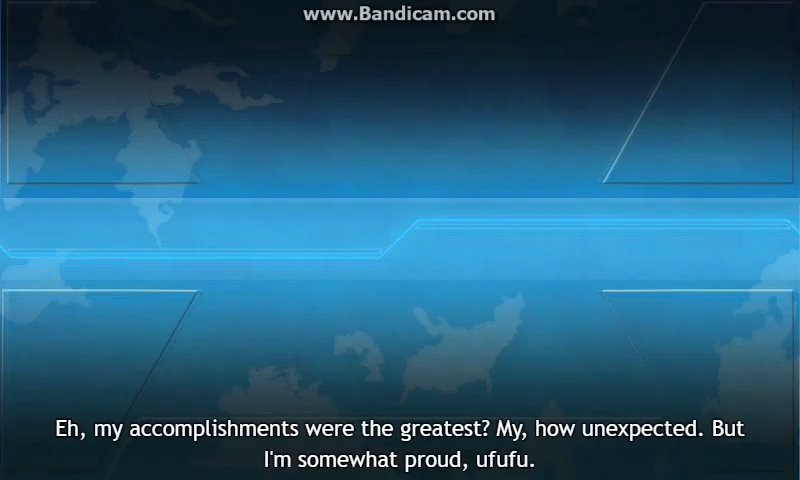 www.Bandicam.com
Eh, my accomplishments were the greatest? My, how unexpected. But
I'm somewhat proud, ufufu.